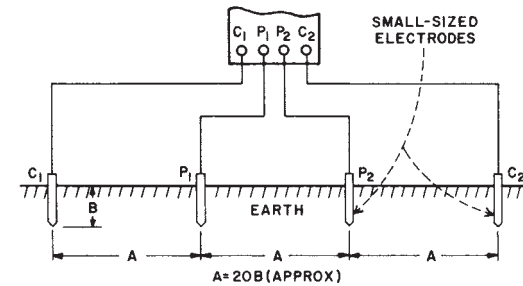 C1 P1 P2 C2
SMALL-SIZED
ELECTRODES
C1 P1 P2 C2
B
EARTH
A A A
A=20B(APPROX)